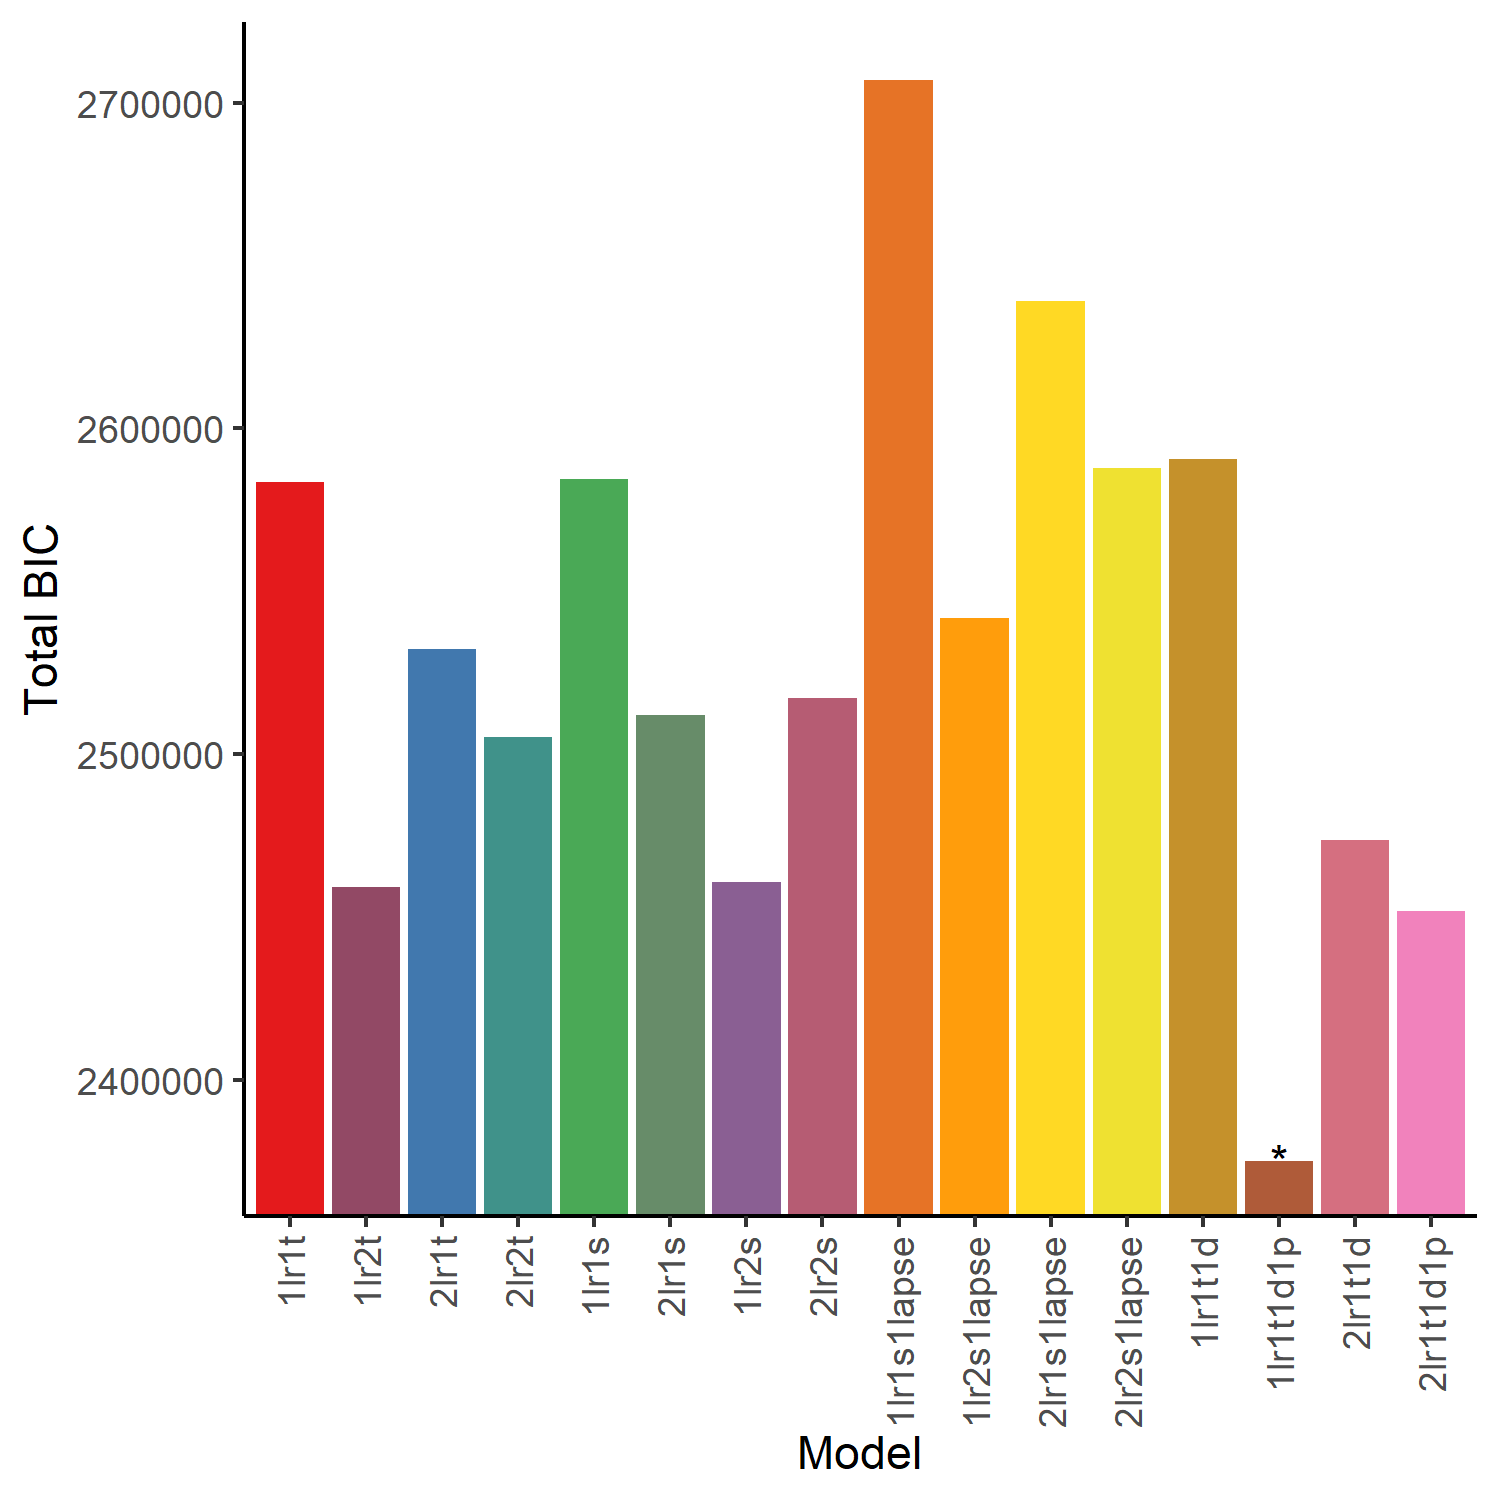 Total BIC
2700000
2600000
2500000
2400000
*
1lr1t
1lr2t
2lr1t
2lr2t
1lr1s
2lr1s
1lr2s
2lr2s
1lr1s1lapse
1lr2s1lapse
2lr1s1lapse
2lr2s1lapse
1lr1t1d
1lr1t1d1p
2lr1t1d
2lr1t1d1p
Model